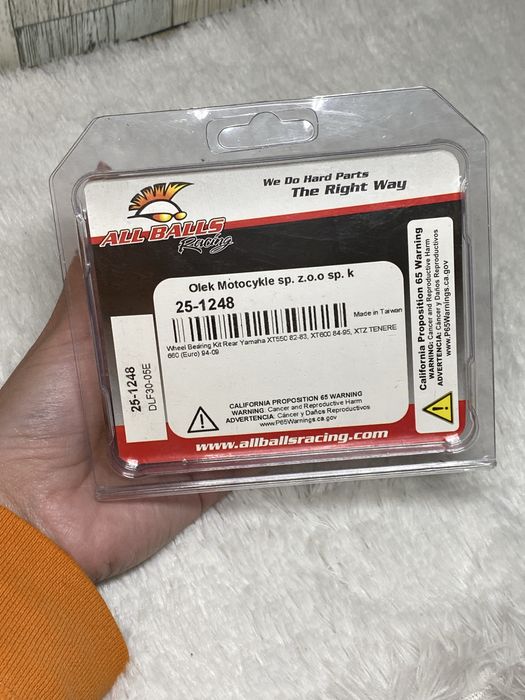 We Do Hard Parts
The Right Way
ALL BALLS
Racing
Olek Motocykle sp. z.o.o sp. k
25-1248
Made in Taiwan
Wheel Bearing Kit Rear Yamaha XT550 82-83, XT600 84-95, XTZ TENERE
660 (Euro) 94-09
CALIFORNIA PROPOSITION 65 WARNING
WARNING: Cancer and Reproductive Harm
ADVERTENCIA: Cáncer y Daños Reproductivos
www.P65Warnings.ca.gov
www.allballsracing.com
25-1248
DLF30-05E
California Proposition 65 Warning
WARNING: Cancer and Reproductive Harm
ADVERTENCIA: Cáncer y Daños Reproductivos
www.P65Warnings.ca.gov